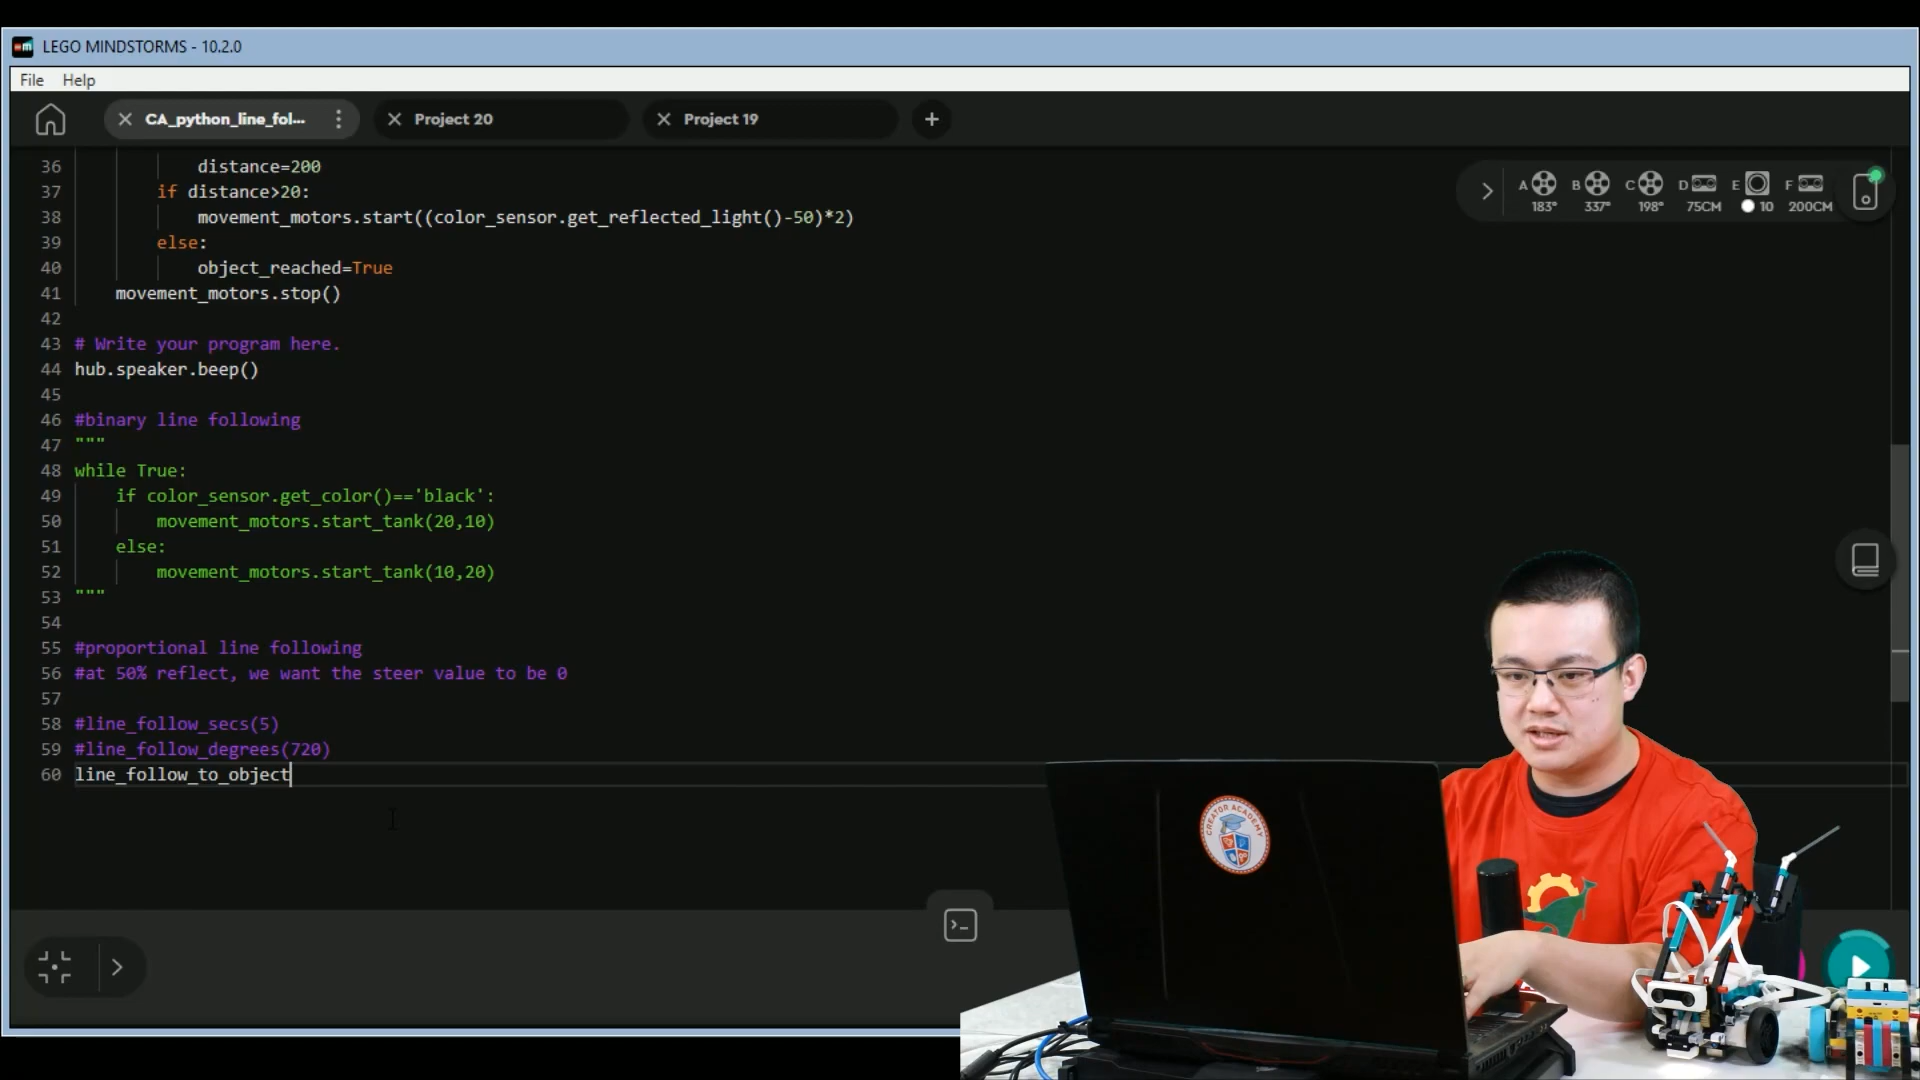 LEGO MINDSTORMS - 10.2.0
File Help
CA_python_line_fol... Project 20 Project 19
36 distance=200
37 if distance>20:
38 movement_motors.start((color_sensor.get_reflected_light()-50)*2)
39 else:
40 object_reached=True
41 movement_motors.stop()
42
43 # Write your program here.
44 hub.speaker.beep()
45
46 #binary line following
47 """
48 while True:
49 if color_sensor.get_color()=='black':
50 movement_motors.start_tank(20,10)
51 else:
52 movement_motors.start_tank(10,20)
53 """
54
55 #proportional line following
56 #at 50% reflect, we want the steer value to be 0
57
58 #line_follow_secs(5)
59 #line_follow_degrees(720)
60 line_follow_to_object
A B C D E F
183° 337° 198° 75CM 10 200CM
CREATOR ACADEMY